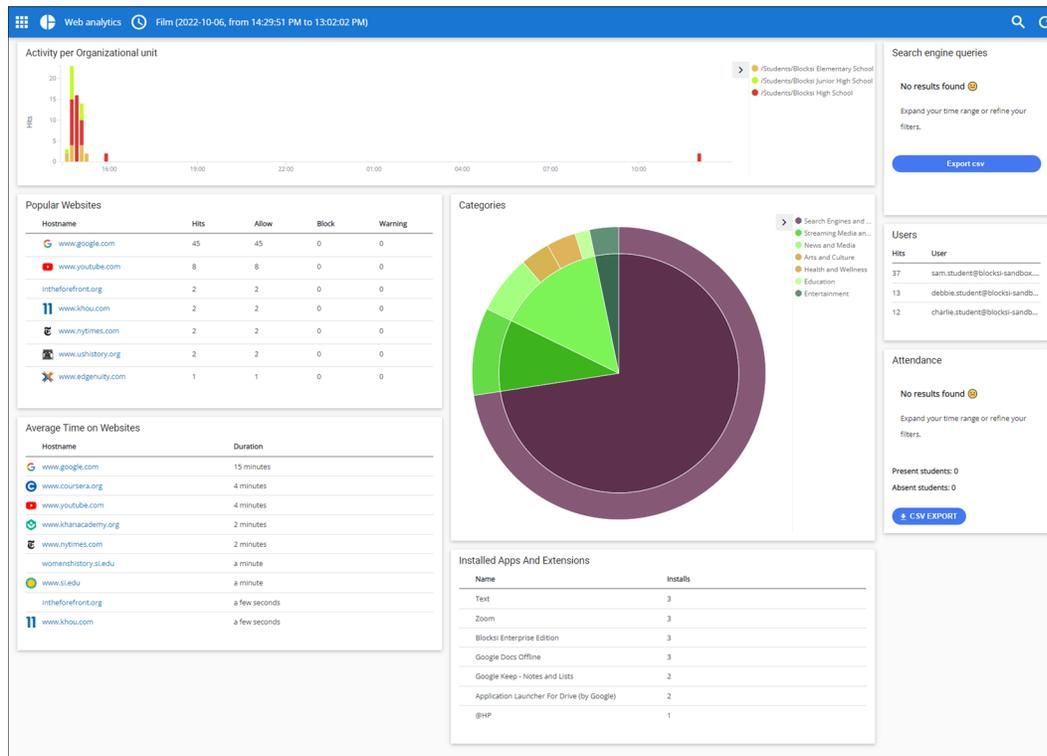 Web analytics Film (2022-10-06, from 14:29:51 PM to 13:02:02 PM)
Activity per Organizational unit
Hits
20
15
10
5
0
16:00 19:00 22:00 01:00 04:00 07:00 10:00
/Students/Blocksi Elementary School
/Students/Blocksi Junior High School
/Students/Blocksi High School
Search engine queries
No results found
Expand your time range or refine your
filters.
Export csv
Popular Websites
Hostname Hits Allow Block Warning
www.google.com 45 45 0 0
www.youtube.com 8 8 0 0
intheforefront.org 2 2 0 0
www.khou.com 2 2 0 0
www.nytimes.com 2 2 0 0
www.ushistory.org 2 2 0 0
www.edgenuity.com 1 1 0 0
Categories
Search Engines and ...
Streaming Media an...
News and Media
Arts and Culture
Health and Wellness
Education
Entertainment
Users
Hits User
37 sam.student@blocksi-sandbox....
13 debbie.student@blocksi-sandb...
12 charlie.student@blocksi-sandb...
Attendance
No results found
Expand your time range or refine your
filters.
Present students: 0
Absent students: 0
CSV EXPORT
Average Time on Websites
Hostname Duration
www.google.com 15 minutes
www.coursera.org 4 minutes
www.youtube.com 4 minutes
www.khanacademy.org 2 minutes
www.nytimes.com 2 minutes
womenshistory.si.edu a minute
www.si.edu a minute
intheforefront.org a few seconds
www.khou.com a few seconds
Installed Apps And Extensions
Name Installs
Text 3
Zoom 3
Blocksi Enterprise Edition 3
Google Docs Offline 3
Google Keep - Notes and Lists 2
Application Launcher For Drive (by Google) 2
@HP 1